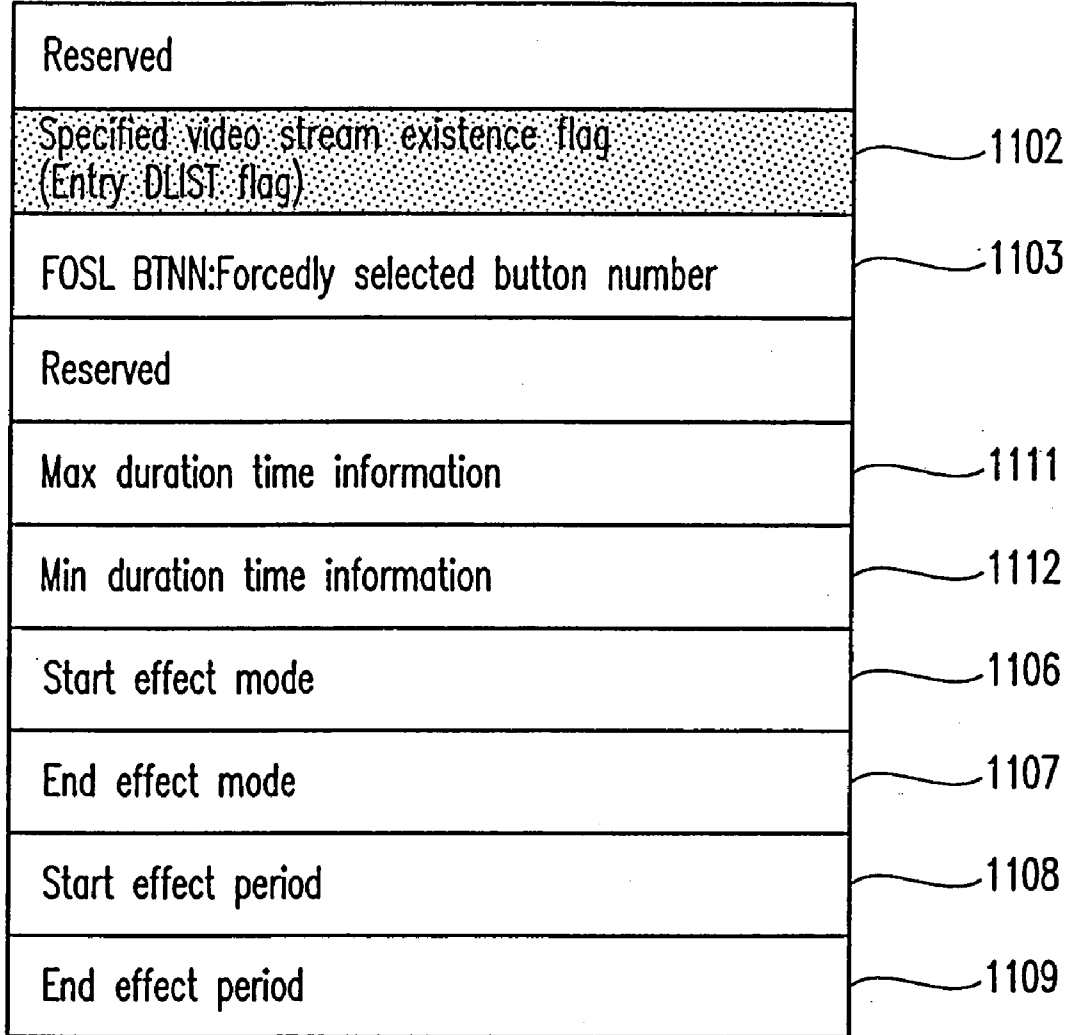 Reserved
Specified video stream existence flag
(Entry DLIST flag)
1102
FOSL BTNN:Forcedly selected button number
1103
Reserved
Max duration time information
1111
Min duration time information
1112
Start effect mode
1106
End effect mode
1107
Start effect period
1108
End effect period
1109